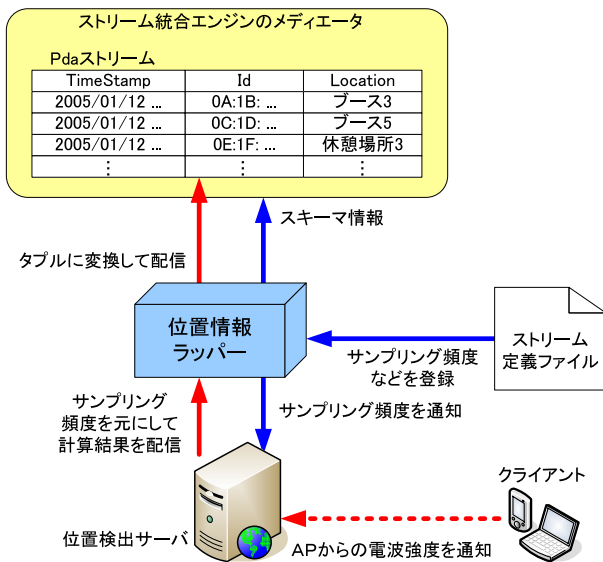 ストリーム統合エンジンのメディエータ
Pdaストリーム
TimeStamp Id Location
2005/01/12 ... 0A:1B: ... ブース3
2005/01/12 ... 0C:1D: ... ブース5
2005/01/12 ... 0E:1F: ... 休憩場所3
⋮ ⋮ ⋮
スキーマ情報
タプルに変換して配信
位置情報
ラッパー
ストリーム
定義ファイル
サンプリング頻度
などを登録
サンプリング
頻度を元にして
計算結果を配信
サンプリング頻度を通知
クライアント
位置検出サーバ
APからの電波強度を通知